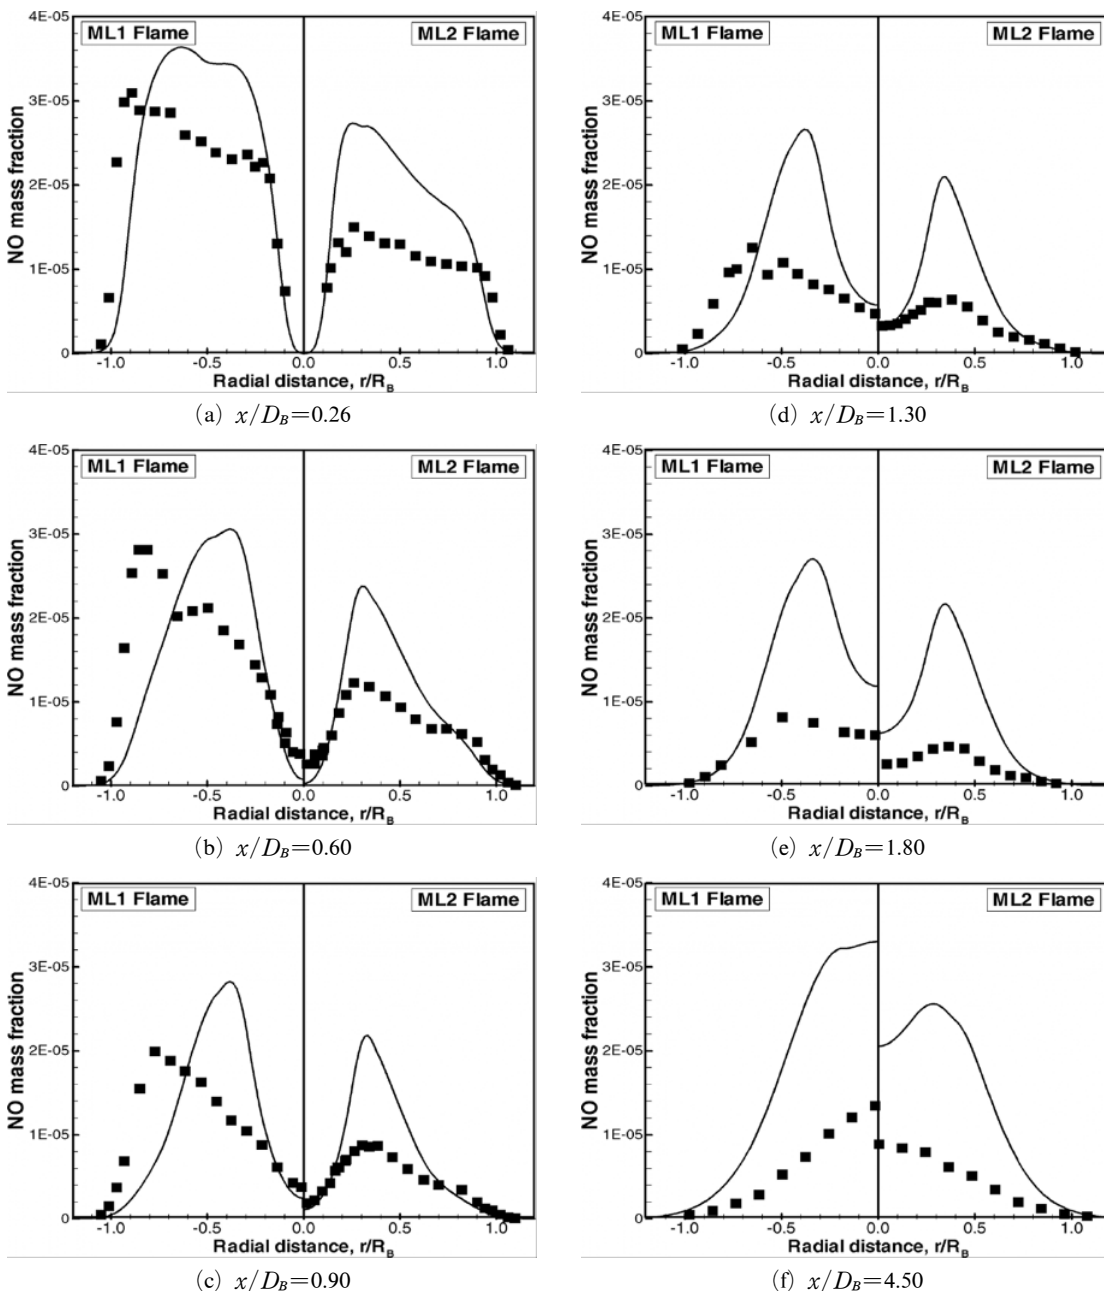 ML1 Flame
ML2 Flame
4E-05
3E-05
2E-05
1E-05
0
NO mass fraction
-1.0 -0.5 0.0 0.5 1.0
Radial distance, r/R_B
(a) x/D_B=0.26
ML1 Flame
ML2 Flame
4E-05
3E-05
2E-05
1E-05
0
NO mass fraction
-1.0 -0.5 0.0 0.5 1.0
Radial distance, r/R_B
(d) x/D_B=1.30
ML1 Flame
ML2 Flame
4E-05
3E-05
2E-05
1E-05
0
NO mass fraction
-1.0 -0.5 0.0 0.5 1.0
Radial distance, r/R_B
(b) x/D_B=0.60
ML1 Flame
ML2 Flame
4E-05
3E-05
2E-05
1E-05
0
NO mass fraction
-1.0 -0.5 0.0 0.5 1.0
Radial distance, r/R_B
(e) x/D_B=1.80
ML1 Flame
ML2 Flame
4E-05
3E-05
2E-05
1E-05
0
NO mass fraction
-1.0 -0.5 0.0 0.5 1.0
Radial distance, r/R_B
(c) x/D_B=0.90
ML1 Flame
ML2 Flame
4E-05
3E-05
2E-05
1E-05
0
NO mass fraction
-1.0 -0.5 0.0 0.5 1.0
Radial distance, r/R_B
(f) x/D_B=4.50